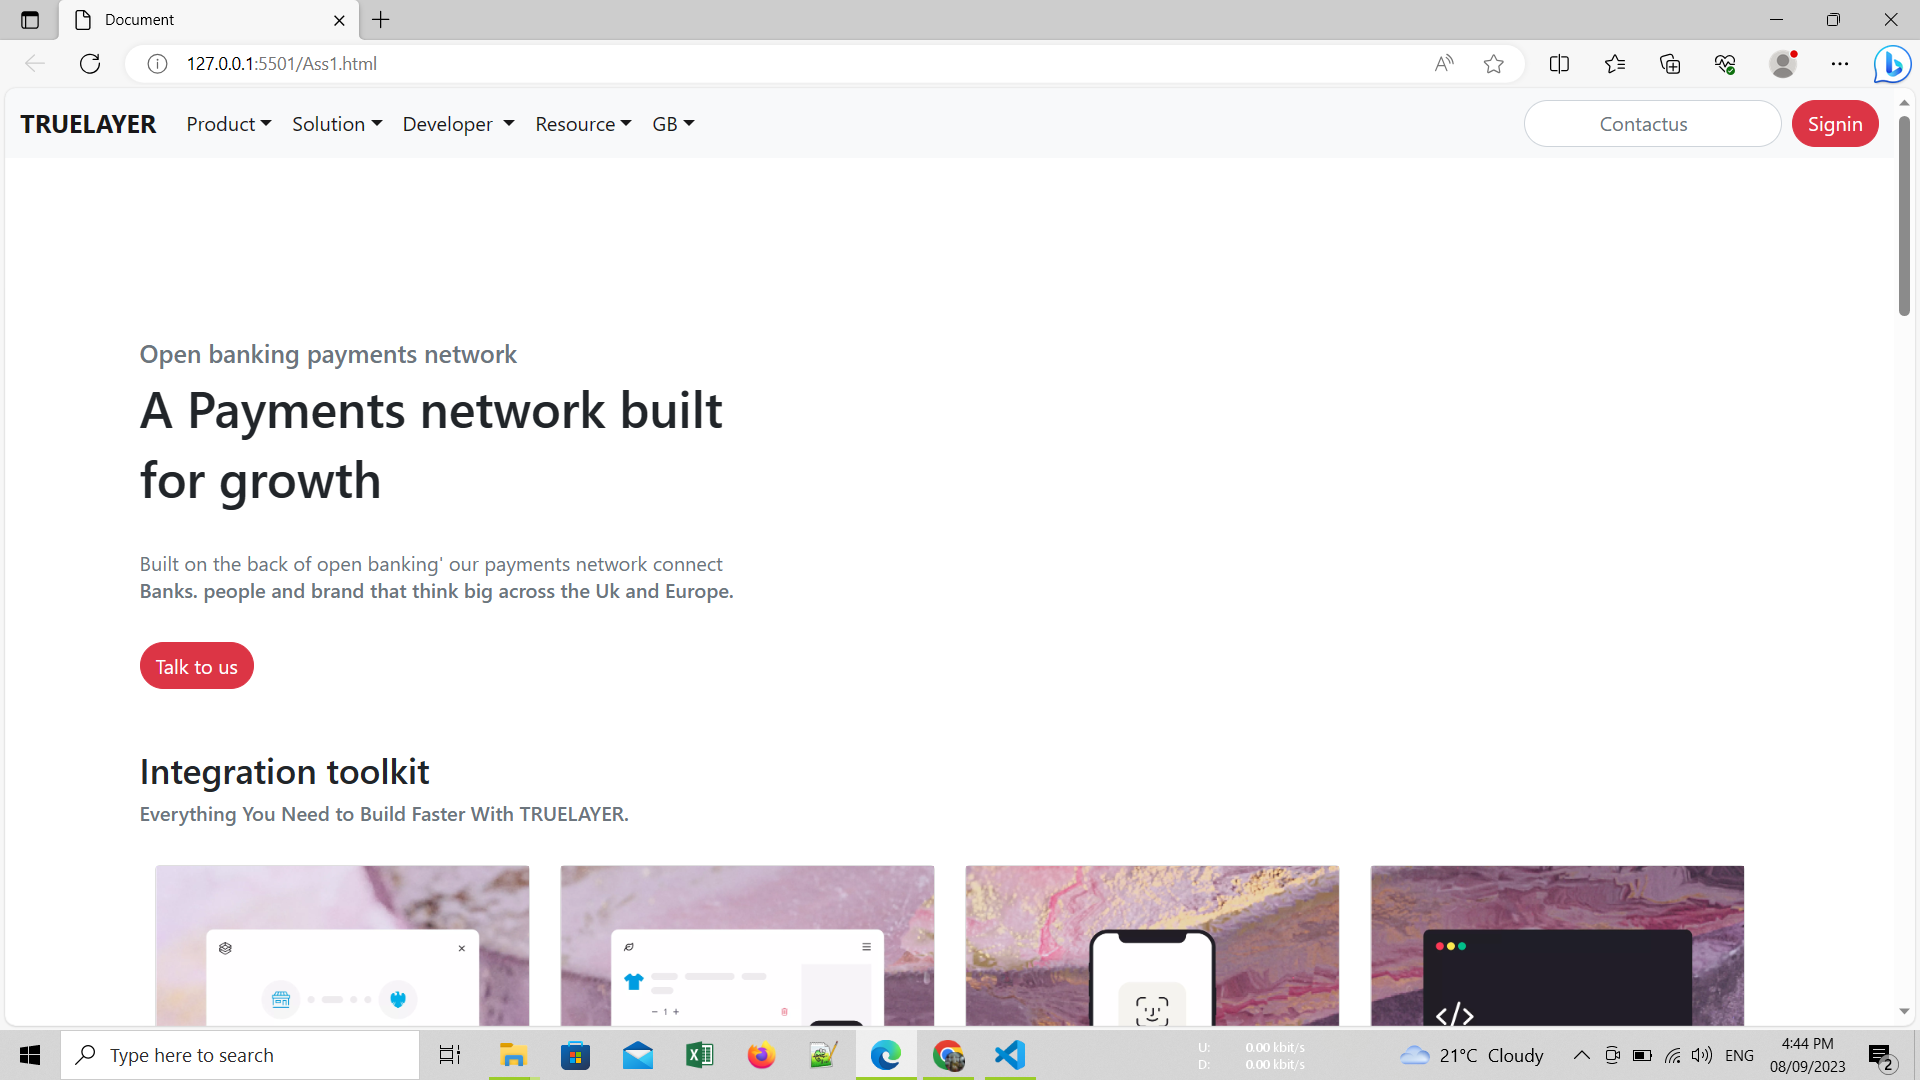 Document
127.0.0.1:5501/Ass1.html
TRUELAYER Product Solution Developer Resource GB Contactus Signin
Open banking payments network
A Payments network built
for growth
Built on the back of open banking' our payments network connect
Banks. people and brand that think big across the Uk and Europe.
Talk to us
Integration toolkit
Everything You Need to Build Faster With TRUELAYER.
− 1 +
</>
Type here to search
U: 0.00 kbit/s
D: 0.00 kbit/s
21°C Cloudy
ENG
4:44 PM
08/09/2023
2